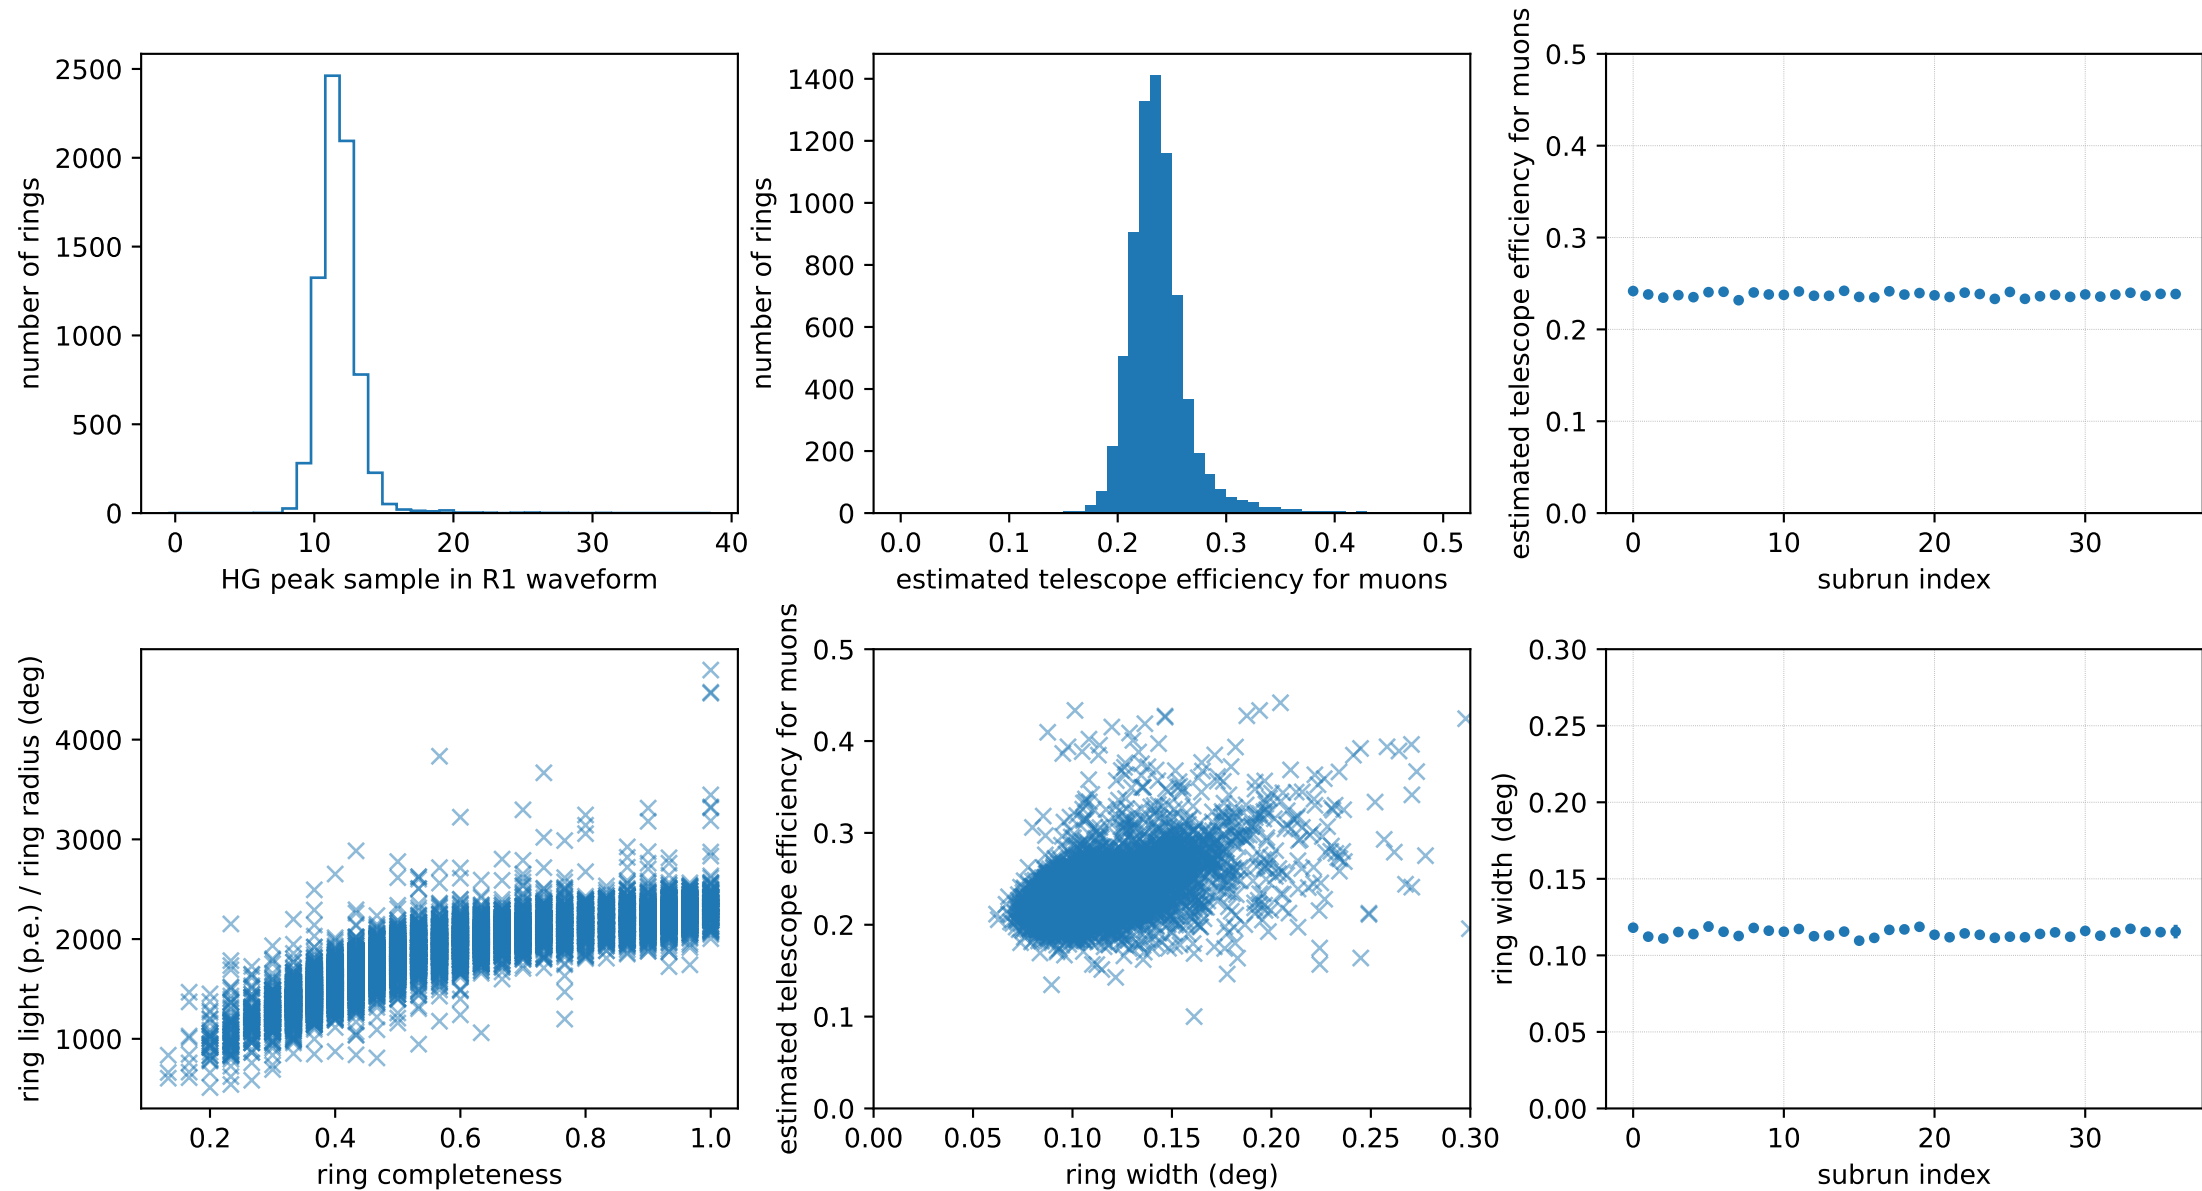 number of rings
2500
2000
1500
1000
500
0
0 10 20 30 40
HG peak sample in R1 waveform
number of rings
1400
1200
1000
800
600
400
200
0
0.0 0.1 0.2 0.3 0.4 0.5
estimated telescope efficiency for muons
estimated telescope efficiency for muons
0.5
0.4
0.3
0.2
0.1
0.0
0 10 20 30
subrun index
ring light (p.e.) / ring radius (deg)
4000
3000
2000
1000
0.2 0.4 0.6 0.8 1.0
ring completeness
estimated telescope efficiency for muons
0.5
0.4
0.3
0.2
0.1
0.0
0.00 0.05 0.10 0.15 0.20 0.25 0.30
ring width (deg)
ring width (deg)
0.30
0.25
0.20
0.15
0.10
0.05
0.00
0 10 20 30
subrun index